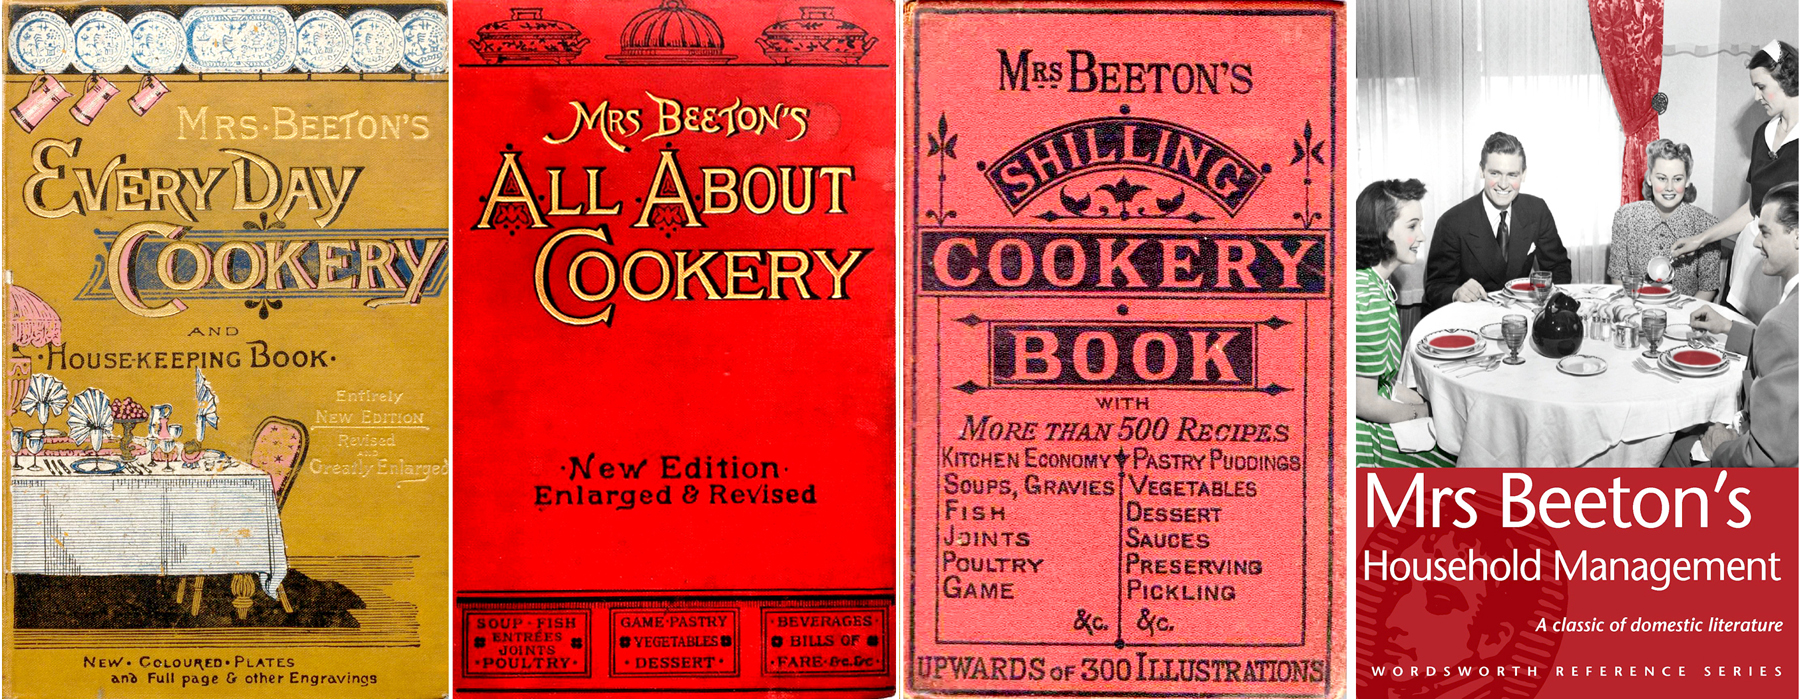 MRS·BEETON'S
EVERY DAY
COOKERY
AND
·HOUSE-KEEPING BOOK·
Entirely
NEW EDITION
Revised
AND
Greatly Enlarged
NEW · COLOURED · PLATES
and Full page & other Engravings
MRS BEETON'S
ALL ABOUT
COOKERY
·New Edition·
Enlarged & Revised
SOUP · FISH
ENTRÉES
JOINTS
·POULTRY·
GAME·PASTRY
VEGETABLES
· DESSERT ·
·BEVERAGES·
BILLS OF
·FARE·&c.&c·
MRS BEETON'S
SHILLING
COOKERY
BOOK
WITH
MORE THAN 500 RECIPES
KITCHEN ECONOMY
SOUPS, GRAVIES
FISH
JOINTS
POULTRY
GAME
&c.
PASTRY PUDDINGS
VEGETABLES
DESSERT
SAUCES
PRESERVING
PICKLING
&c.
UPWARDS OF 300 ILLUSTRATIONS
Mrs Beeton's
Household Management
A classic of domestic literature
WORDSWORTH REFERENCE SERIES